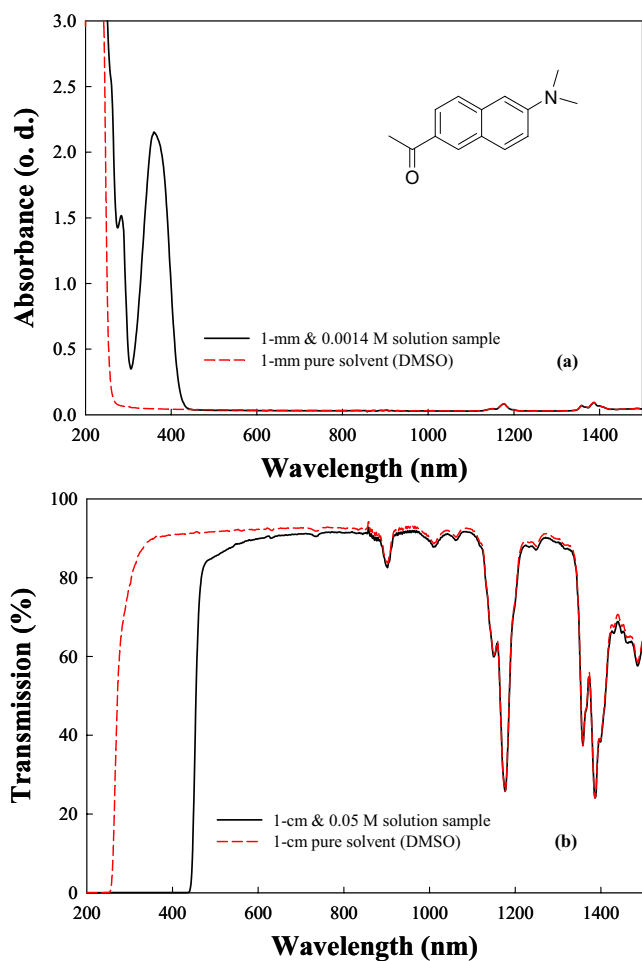 3.0
2.5
2.0
1.5
1.0
0.5
0.0
Absorbance (o. d.)
N
O
1-mm & 0.0014 M solution sample
1-mm pure solvent (DMSO)
(a)
200 400 600 800 1000 1200 1400
Wavelength (nm)
100
80
60
40
20
0
Transmission (%)
1-cm & 0.05 M solution sample
1-cm pure solvent (DMSO)
(b)
200 400 600 800 1000 1200 1400
Wavelength (nm)